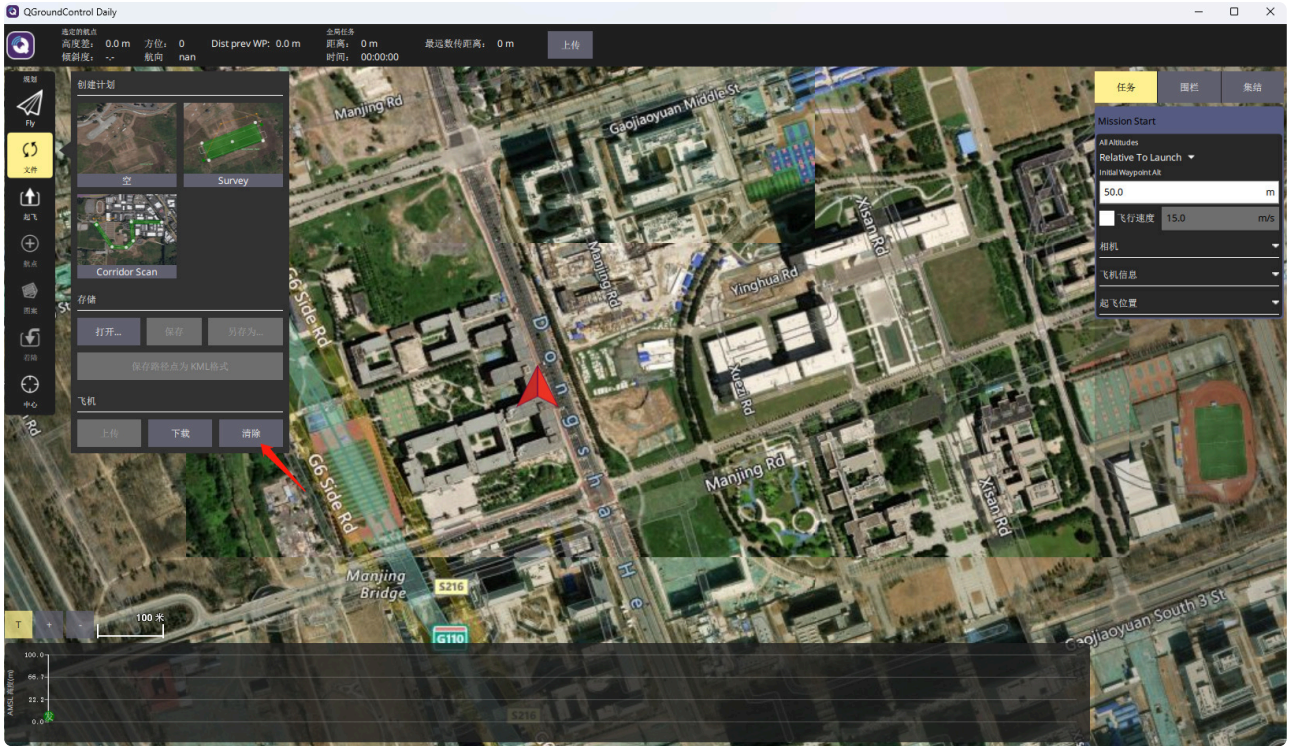 QGroundControl Daily
选定的航点
高度差: 0.0 m 方位: 0 Dist prev WP: 0.0 m
倾斜度: -.- 航向 nan
全局任务
距离: 0 m 最远数传距离: 0 m
时间: 00:00:00
上传
规划
Fly
文件
起飞
航点
图案
召陆
中心
创建计划
空
Survey
Corridor Scan
存储
打开...
保存
另存为...
保存路径点为 KML格式
飞机
上传
下载
清除
任务
围栏
集结
Mission Start
All Altitudes
Relative To Launch
Initial Waypoint Alt
50.0 m
飞行速度 15.0 m/s
相机
飞机信息
起飞位置
Manjing Rd
Gaojiaoyuan Middle St
Xisan Rd
Manjing Rd
Yinghua Rd
G6 Side Rd
St
Rd
Dongsha He
Xuezi Rd
Manjing Rd
Xisan Rd
G6 Side Rd
Manjing
Bridge
S216
G110
Gaojiaoyuan South 3 St
S216
T + -
100 米
AMSL 高度(m)
100.0
66.7
33.3
0.0